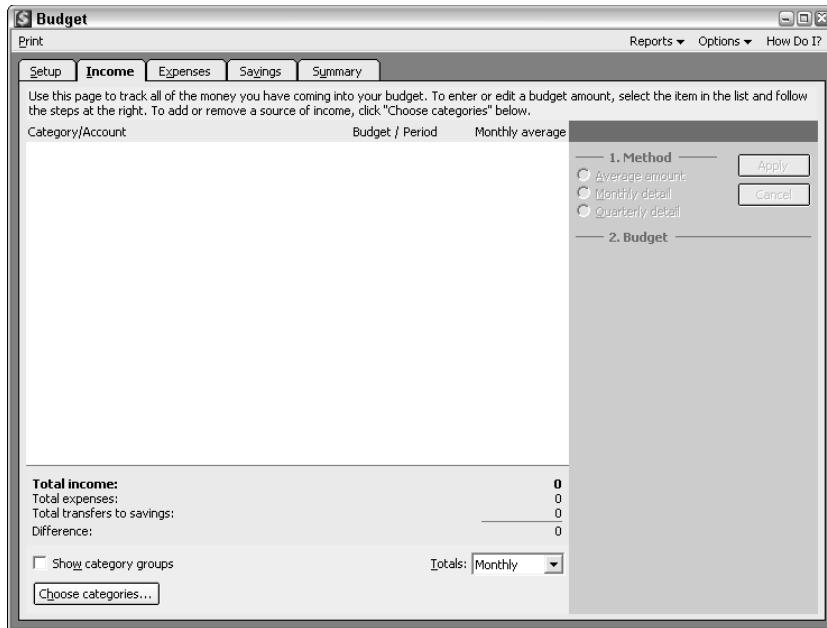 Budget
Print Reports Options How Do I?
Setup Income Expenses Savings Summary
Use this page to track all of the money you have coming into your budget. To enter or edit a budget amount, select the item in the list and follow
the steps at the right. To add or remove a source of income, click "Choose categories" below.
Category/Account Budget / Period Monthly average
1. Method
Average amount
Monthly detail
Quarterly detail
Apply
Cancel
2. Budget
Total income: 0
Total expenses: 0
Total transfers to savings: 0
Difference: 0
Show category groups Totals: Monthly
Choose categories...